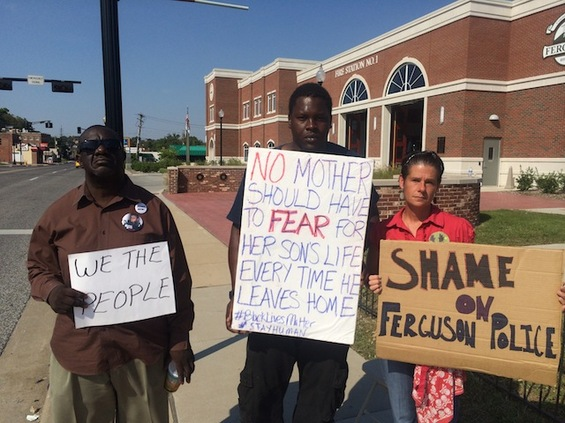 FIRE STATION NO. 1
WE THE
PEOPLE
NO MOTHER
SHOULD HAVE
TO FEAR FOR
HER SONS LIFE
EVERY TIME HE
LEAVES HOME
#BlackLivesMatter
STAYHUMAN
SHAME
ON
FERGUSON POLICE